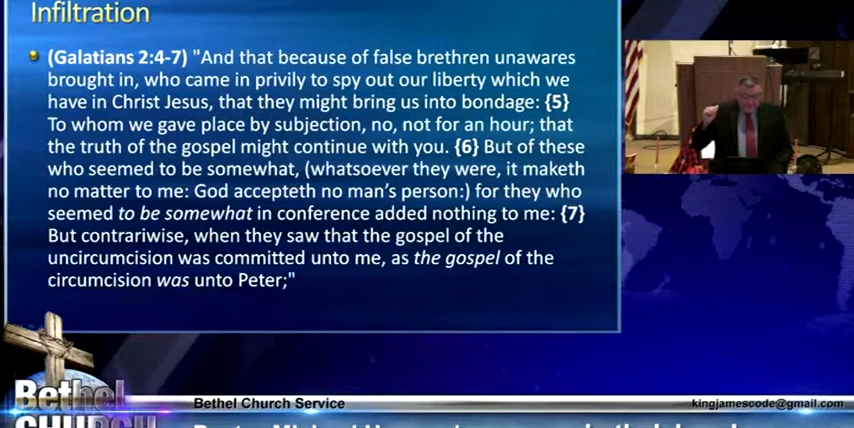 Infiltration
(Galatians 2:4-7) "And that because of false brethren unawares
brought in, who came in privily to spy out our liberty which we
have in Christ Jesus, that they might bring us into bondage: {5}
To whom we gave place by subjection, no, not for an hour; that
the truth of the gospel might continue with you. {6} But of these
who seemed to be somewhat, (whatsoever they were, it maketh
no matter to me: God accepteth no man's person:) for they who
seemed to be somewhat in conference added nothing to me: {7}
But contrariwise, when they saw that the gospel of the
uncircumcision was committed unto me, as the gospel of the
circumcision was unto Peter;"
Bethel
CHURCH
Bethel Church Service
kingjamescode@gmail.com